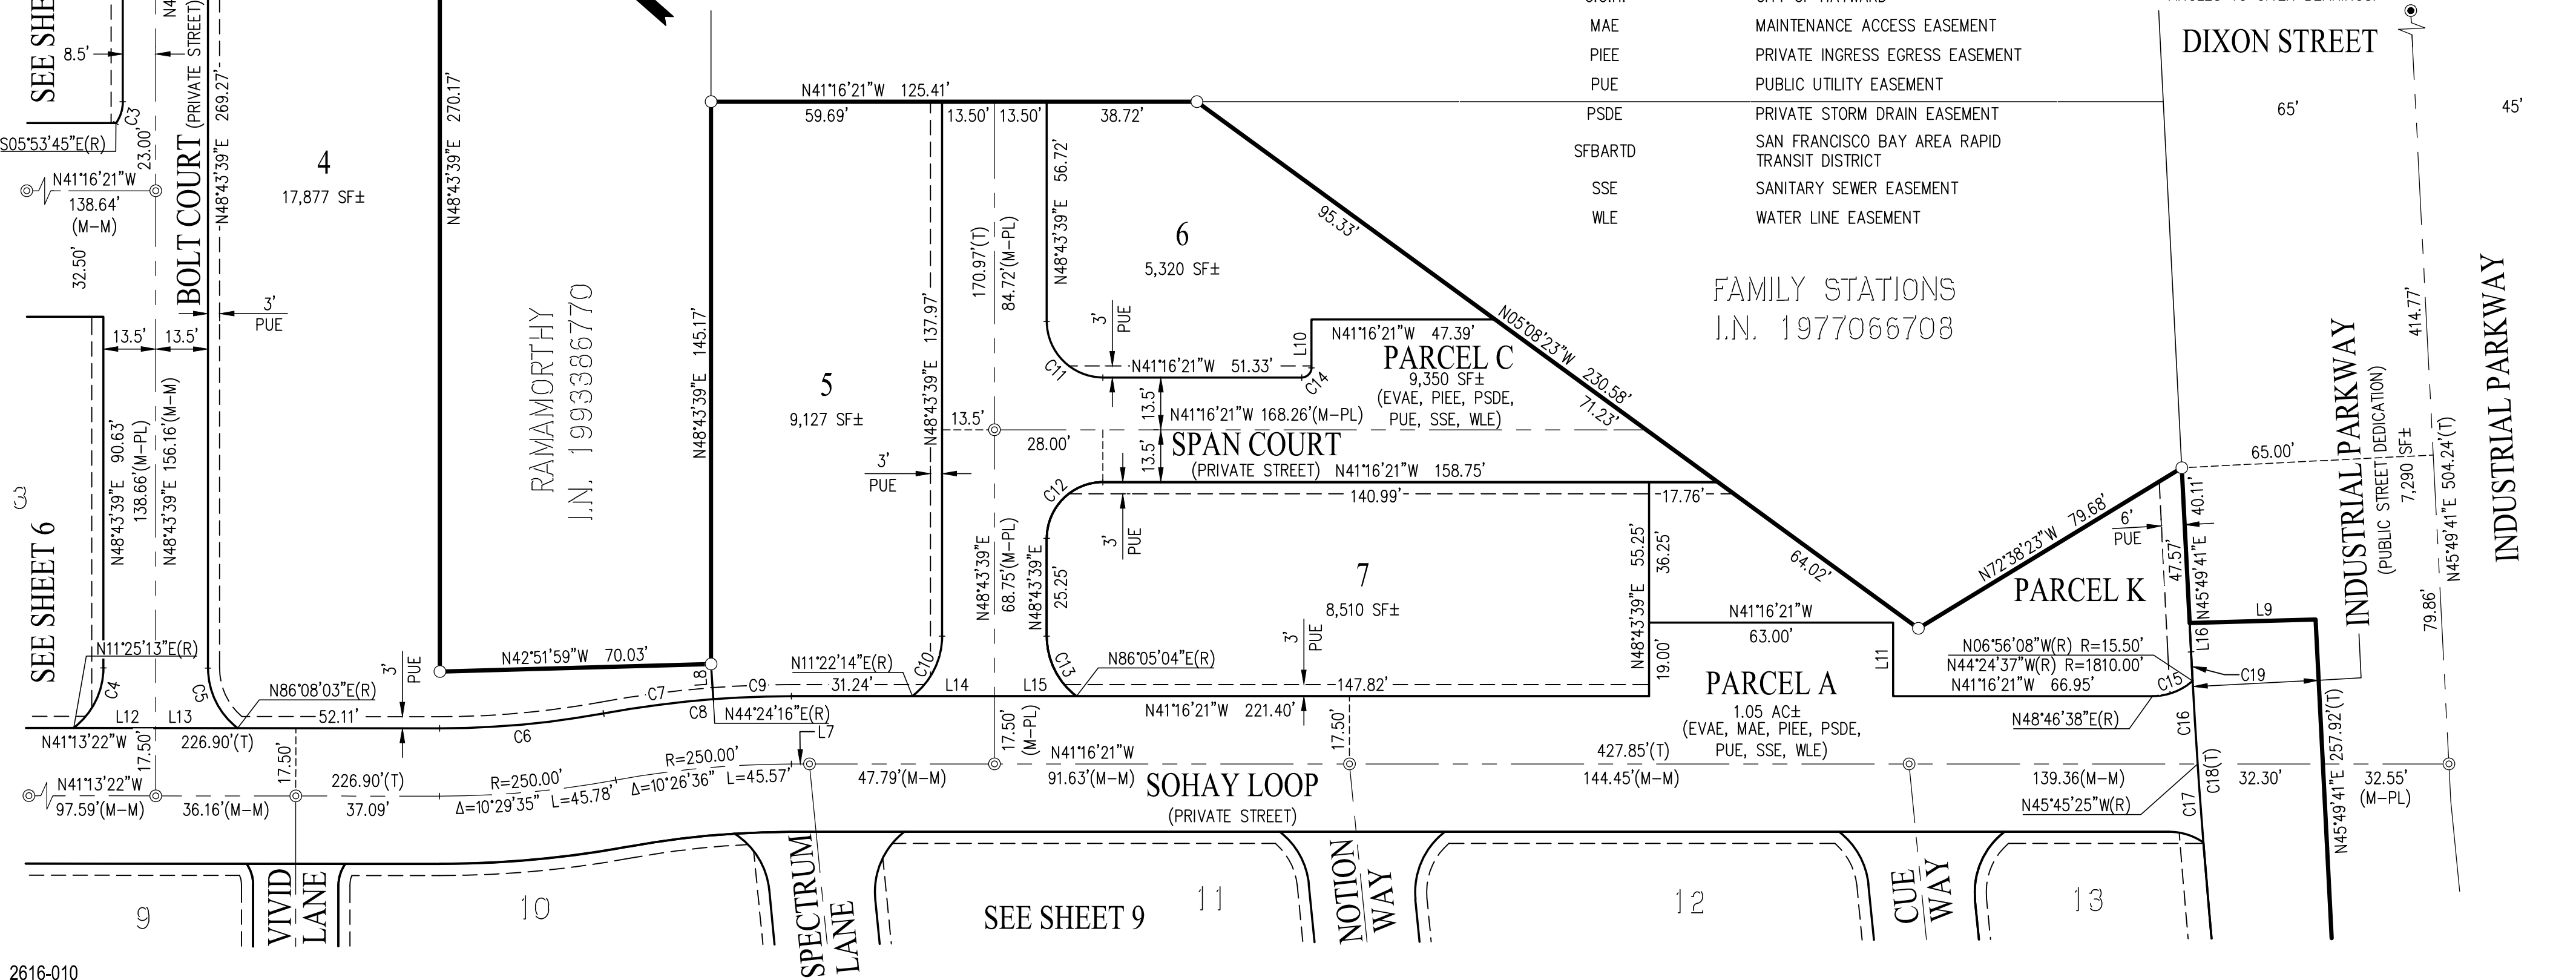 MAE MAINTENANCE ACCESS EASEMENT
PIEE PRIVATE INGRESS EGRESS EASEMENT
PUE PUBLIC UTILITY EASEMENT
PSDE PRIVATE STORM DRAIN EASEMENT
SFBARTD SAN FRANCISCO BAY AREA RAPID
TRANSIT DISTRICT
SSE SANITARY SEWER EASEMENT
WLE WATER LINE EASEMENT
DIXON STREET
65'
45'
8.5'
C3
S05°53'45"E(R)
23.00'
N41°16'21"W
138.64'
(M-M)
32.50'
BOLT COURT
(PRIVATE STREET)
N48°43'39"E 269.27'
4
17,877 SF±
3'
PUE
13.5'
13.5'
N48°43'39"E 90.63'
138.66'(M-PL)
N48°43'39"E 156.16'(M-M)
3
SEE SHEET 6
N11°25'13"E(R)
C4
C5
L12
L13
N86°08'03"E(R)
52.11'
3'
PUE
N41°13'22"W
226.90'(T)
17.50'
17.50'
N41°13'22"W
97.59'(M-M)
36.16'(M-M)
226.90'(T)
37.09'
N48°43'39"E 270.17'
RAMAMORTHY
I.N. 1993386770
N42°51'59"W 70.03'
C6
C7
C8
C9
L8
N44°24'16"E(R)
L7
R=250.00'
Δ=10°29'35" L=45.78'
R=250.00'
Δ=10°26'36" L=45.57'
N41°16'21"W 125.41'
59.69'
13.50'
13.50'
38.72'
N48°43'39"E 145.17'
5
9,127 SF±
N48°43'39"E 137.97'
3'
PUE
13.5'
170.97'(T)
84.72'(M-PL)
N48°43'39"E 56.72'
6
5,320 SF±
3'
PUE
C11
N41°16'21"W 51.33'
C14
L10
N41°16'21"W 47.39'
PARCEL C
9,350 SF±
(EVAE, PIEE, PSDE,
PUE, SSE, WLE)
13.5'
N41°16'21"W 168.26'(M-PL)
28.00'
13.5'
SPAN COURT
(PRIVATE STREET)
N41°16'21"W 158.75'
95.33'
N05°08'23"W 230.58'
71.23'
64.02'
FAMILY STATIONS
I.N. 1977066708
C12
140.99'
17.76'
3'
PUE
N48°43'39"E
68.75'(M-PL)
N48°43'39"E
25.25'
7
8,510 SF±
3'
PUE
N48°43'39"E 55.25'
36.25'
19.00'
N11°22'14"E(R)
C10
31.24'
L14
L15
C13
N86°05'04"E(R)
147.82'
N41°16'21"W 221.40'
17.50'
(M-PL)
17.50'
N41°16'21"W
63.00'
L11
PARCEL A
1.05 AC±
(EVAE, MAE, PIEE, PSDE,
PUE, SSE, WLE)
N72°38'23"W 79.68'
PARCEL K
6'
PUE
47.57'
N45°49'41"E 40.11'
L16
L9
N06°56'08"W(R) R=15.50'
N44°24'37"W(R) R=1810.00'
N41°16'21"W 66.95'
C15
C19
N48°46'38"E(R)
C16
C17
C18(T)
N45°45'25"W(R)
65.00'
INDUSTRIAL PARKWAY
(PUBLIC STREET DEDICATION)
7,290 SF±
414.77'
N45°49'41"E 504.24'(T)
79.86'
INDUSTRIAL PARKWAY
N45°49'41"E 257.92'(T)
47.79'(M-M)
N41°16'21"W
91.63'(M-M)
SOHAY LOOP
(PRIVATE STREET)
427.85'(T)
144.45'(M-M)
139.36(M-M)
32.30'
32.55'
(M-PL)
9
VIVID
LANE
10
SPECTRUM
LANE
SEE SHEET 9
11
NOTION
WAY
12
CUE
WAY
13
2616-010